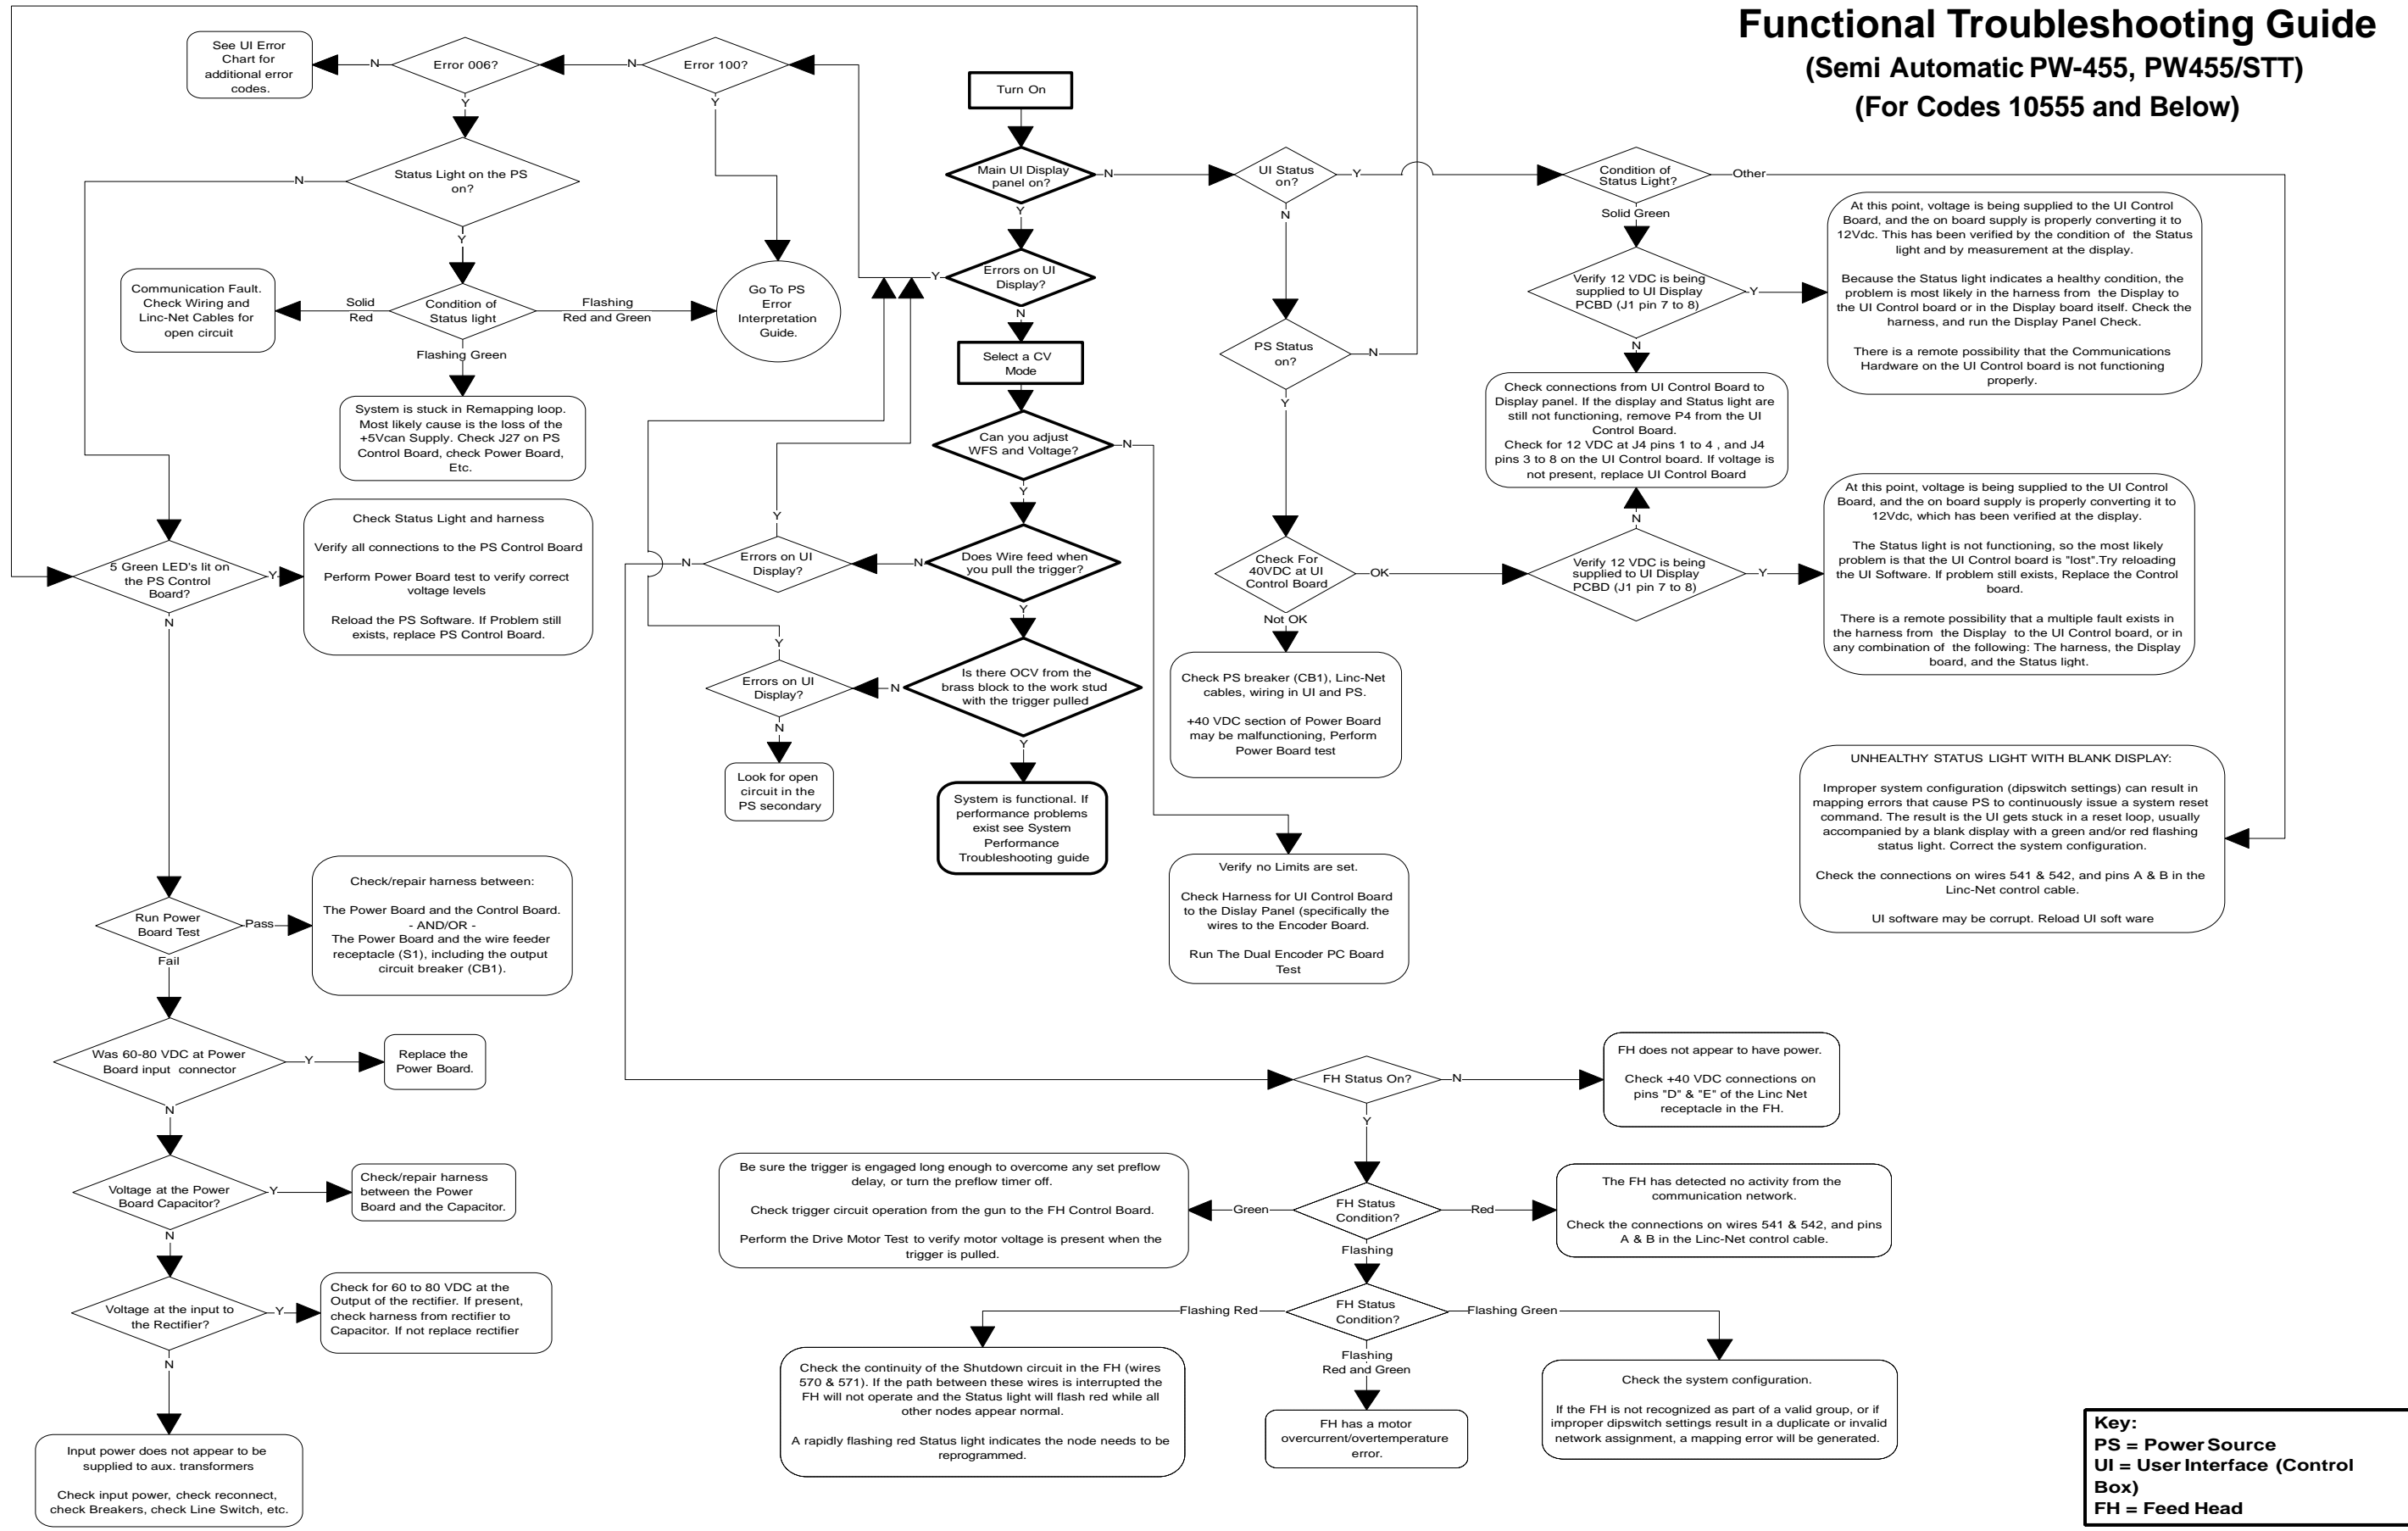 Functional Troubleshooting Guide
(Semi Automatic PW-455, PW455/STT)
(For Codes 10555 and Below)
See UI Error
Chart for
additional error
codes.
N
Error 006?
N
Error 100?
Y
Y
Turn On
Status Light on the PS
on?
N
Y
Main UI Display
panel on?
N
Y
UI Status
on?
Y
N
Condition of
Status Light?
Other
Solid Green
At this point, voltage is being supplied to the UI Control
Board, and the on board supply is properly converting it to
12Vdc. This has been verified by the condition of the Status
light and by measurement at the display.
Because the Status light indicates a healthy condition, the
problem is most likely in the harness from the Display to
the UI Control board or in the Display board itself. Check the
harness, and run the Display Panel Check.
There is a remote possibility that the Communications
Hardware on the UI Control board is not functioning
properly.
Communication Fault.
Check Wiring and
Linc-Net Cables for
open circuit
Solid
Red
Condition of
Status light
Flashing
Red and Green
Flashing Green
Go To PS
Error
Interpretation
Guide.
Y
Errors on UI
Display?
N
Verify 12 VDC is being
supplied to UI Display
PCBD (J1 pin 7 to 8)
Y
N
PS Status
on?
N
Y
Select a CV
Mode
System is stuck in Remapping loop.
Most likely cause is the loss of the
+5Vcan Supply. Check J27 on PS
Control Board, check Power Board,
Etc.
Can you adjust
WFS and Voltage?
N
Y
Check connections from UI Control Board to
Display panel. If the display and Status light are
still not functioning, remove P4 from the UI
Control Board.
Check for 12 VDC at J4 pins 1 to 4 , and J4
pins 3 to 8 on the UI Control board. If voltage is
not present, replace UI Control Board
N
5 Green LED's lit on
the PS Control
Board?
Y
N
Check Status Light and harness
Verify all connections to the PS Control Board
Perform Power Board test to verify correct
voltage levels
Reload the PS Software. If Problem still
exists, replace PS Control Board.
N
Y
Errors on UI
Display?
N
Does Wire feed when
you pull the trigger?
Y
Check For
40VDC at UI
Control Board
OK
Not OK
Verify 12 VDC is being
supplied to UI Display
PCBD (J1 pin 7 to 8)
Y
At this point, voltage is being supplied to the UI Control
Board, and the on board supply is properly converting it to
12Vdc, which has been verified at the display.
The Status light is not functioning, so the most likely
problem is that the UI Control board is "lost".Try reloading
the UI Software. If problem still exists, Replace the Control
board.
There is a remote possibility that a multiple fault exists in
the harness from the Display to the UI Control board, or in
any combination of the following: The harness, the Display
board, and the Status light.
Y
Errors on UI
Display?
N
N
Is there OCV from the
brass block to the work stud
with the trigger pulled
Y
Check PS breaker (CB1), Linc-Net
cables, wiring in UI and PS.
+40 VDC section of Power Board
may be malfunctioning, Perform
Power Board test
Look for open
circuit in the
PS secondary
System is functional. If
performance problems
exist see System
Performance
Troubleshooting guide
UNHEALTHY STATUS LIGHT WITH BLANK DISPLAY:
Improper system configuration (dipswitch settings) can result in
mapping errors that cause PS to continuously issue a system reset
command. The result is the UI gets stuck in a reset loop, usually
accompanied by a blank display with a green and/or red flashing
status light. Correct the system configuration.
Check the connections on wires 541 & 542, and pins A & B in the
Linc-Net control cable.
UI software may be corrupt. Reload UI soft ware
Verify no Limits are set.
Check Harness for UI Control Board
to the Dislay Panel (specifically the
wires to the Encoder Board.
Run The Dual Encoder PC Board
Test
Run Power
Board Test
Pass
Fail
Check/repair harness between:
The Power Board and the Control Board.
- AND/OR -
The Power Board and the wire feeder
receptacle (S1), including the output
circuit breaker (CB1).
Was 60-80 VDC at Power
Board input connector
Y
N
Replace the
Power Board.
FH Status On?
N
Y
FH does not appear to have power.
Check +40 VDC connections on
pins "D" & "E" of the Linc Net
receptacle in the FH.
Voltage at the Power
Board Capacitor?
Y
N
Check/repair harness
between the Power
Board and the Capacitor.
Be sure the trigger is engaged long enough to overcome any set preflow
delay, or turn the preflow timer off.
Check trigger circuit operation from the gun to the FH Control Board.
Perform the Drive Motor Test to verify motor voltage is present when the
trigger is pulled.
Green
FH Status
Condition?
Red
Flashing
The FH has detected no activity from the
communication network.
Check the connections on wires 541 & 542, and pins
A & B in the Linc-Net control cable.
Voltage at the input to
the Rectifier?
Y
N
Check for 60 to 80 VDC at the
Output of the rectifier. If present,
check harness from rectifier to
Capacitor. If not replace rectifier
Flashing Red
FH Status
Condition?
Flashing Green
Flashing
Red and Green
Check the continuity of the Shutdown circuit in the FH (wires
570 & 571). If the path between these wires is interrupted the
FH will not operate and the Status light will flash red while all
other nodes appear normal.
A rapidly flashing red Status light indicates the node needs to be
reprogrammed.
FH has a motor
overcurrent/overtemperature
error.
Check the system configuration.
If the FH is not recognized as part of a valid group, or if
improper dipswitch settings result in a duplicate or invalid
network assignment, a mapping error will be generated.
Input power does not appear to be
supplied to aux. transformers
Check input power, check reconnect,
check Breakers, check Line Switch, etc.
Key:
PS = Power Source
UI = User Interface (Control
Box)
FH = Feed Head